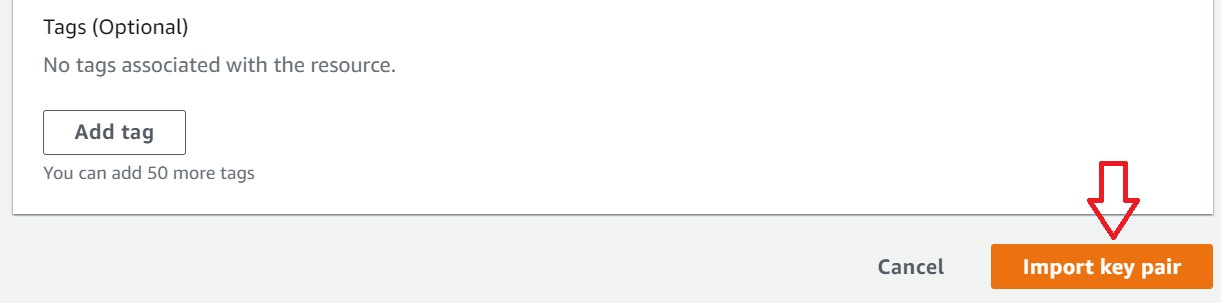 Tags (Optional)
No tags associated with the resource.
Add tag
You can add 50 more tags
Cancel
Import key pair